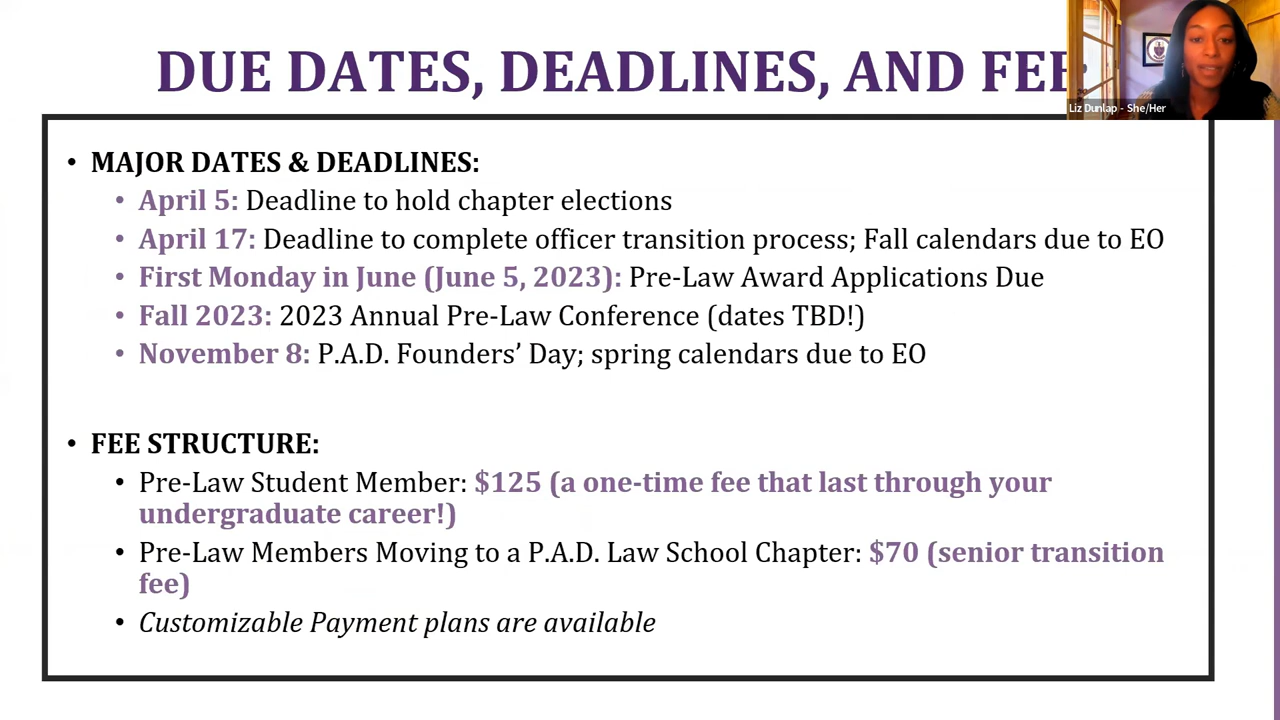 DUE DATES, DEADLINES, AND FEE
Liz Dunlap - She/Her
• MAJOR DATES & DEADLINES:
• April 5: Deadline to hold chapter elections
• April 17: Deadline to complete officer transition process; Fall calendars due to EO
• First Monday in June (June 5, 2023): Pre-Law Award Applications Due
• Fall 2023: 2023 Annual Pre-Law Conference (dates TBD!)
• November 8: P.A.D. Founders’ Day; spring calendars due to EO
• FEE STRUCTURE:
• Pre-Law Student Member: $125 (a one-time fee that last through your
undergraduate career!)
• Pre-Law Members Moving to a P.A.D. Law School Chapter: $70 (senior transition
fee)
• Customizable Payment plans are available